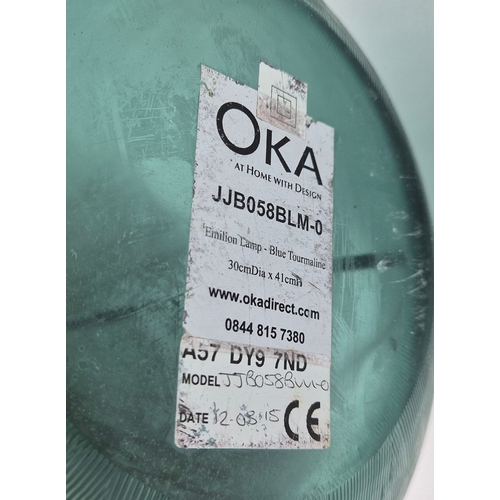 OKA
AT HOME WITH DESIGN
JJB058BLM-0
Emilion Lamp - Blue Tourmaline
30cmDia x 41cmH
www.okadirect.com
0844 815 7380
A57 DY9 7ND
MODEL JJB058BLM-0
DATE 12.08.15 CE